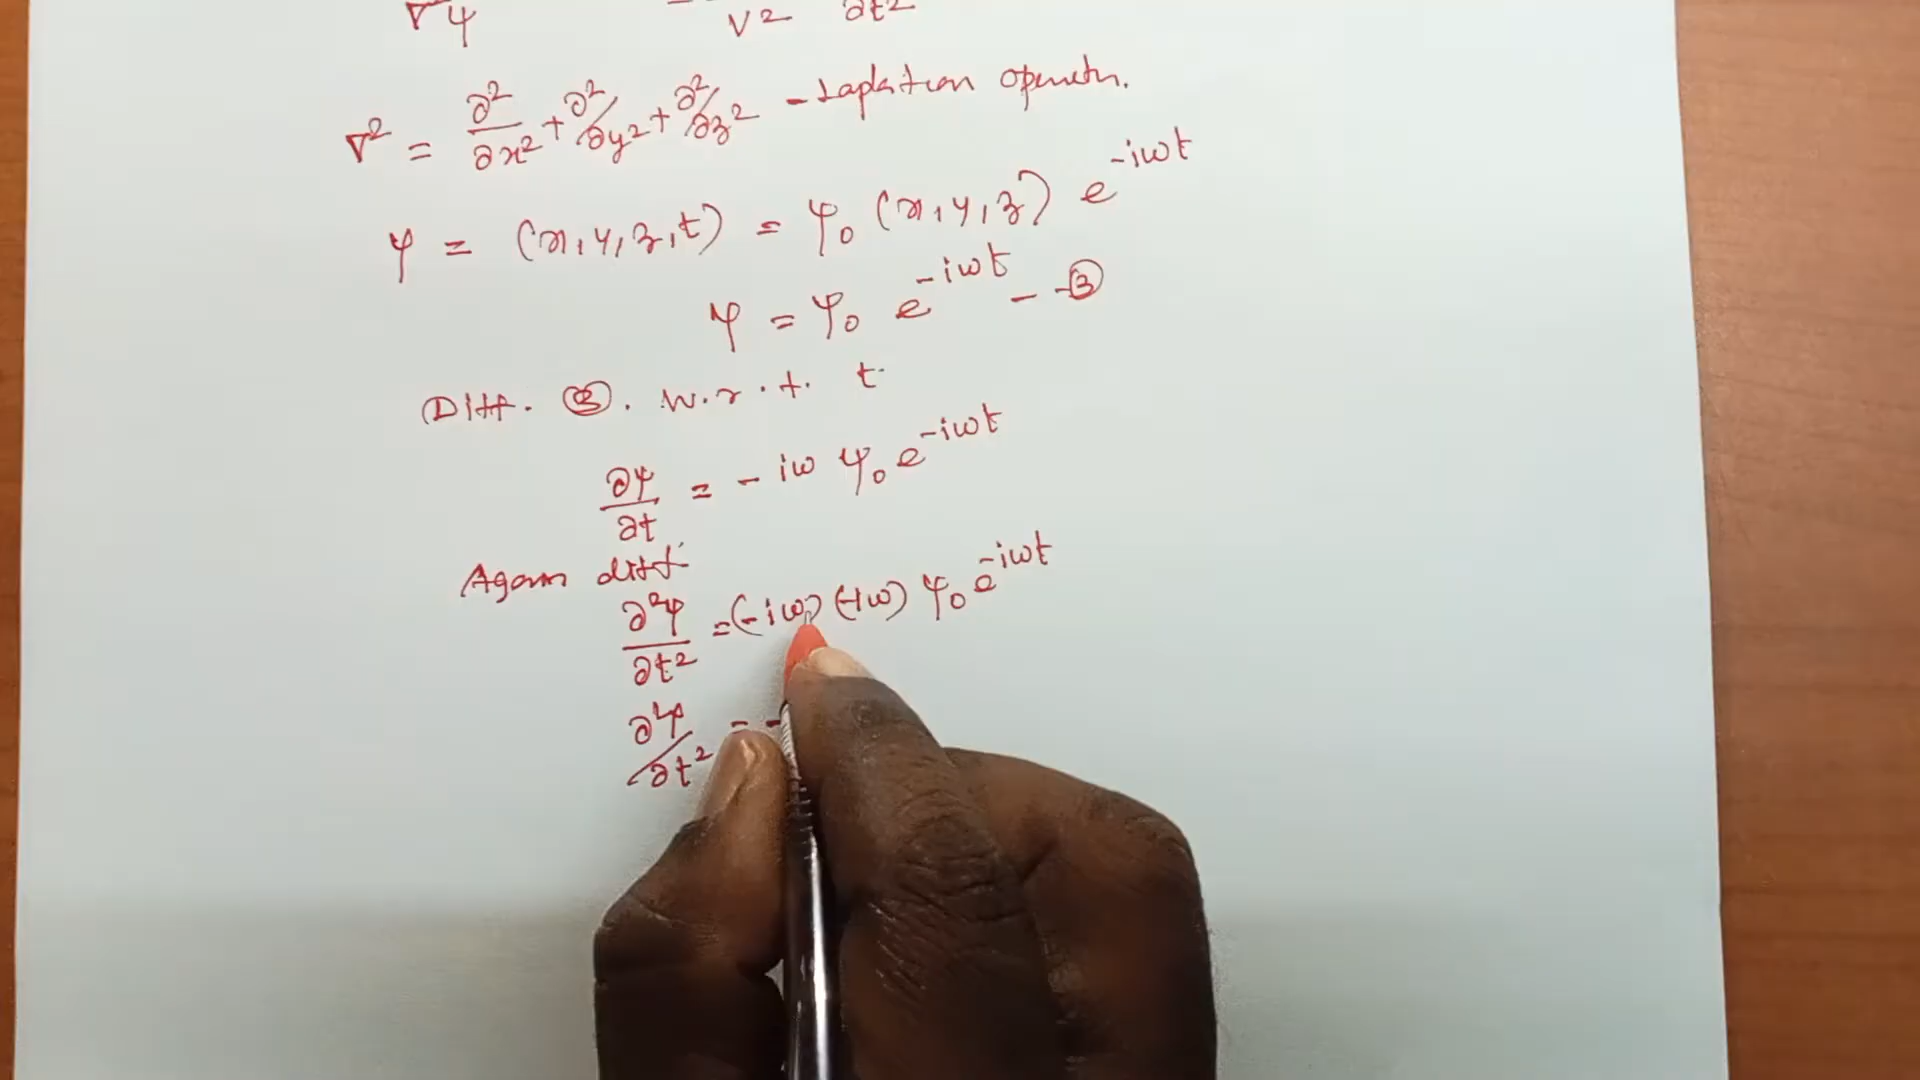 ∇²ψ V² ∂t²
∇² = ∂²/∂x² + ∂²/∂y² + ∂²/∂z² - Laplation operator.
ψ = (x, y, z, t) = ψ₀ (x, y, z) e^-iωt
ψ = ψ₀ e^-iωt - - ③
Diff. ③. w.r.t. t.
∂ψ/∂t = - iω ψ₀ e^-iωt
Again diff.
∂²ψ/∂t² = (-iω) (-iω) ψ₀ e^-iωt
∂²ψ/∂t² = -